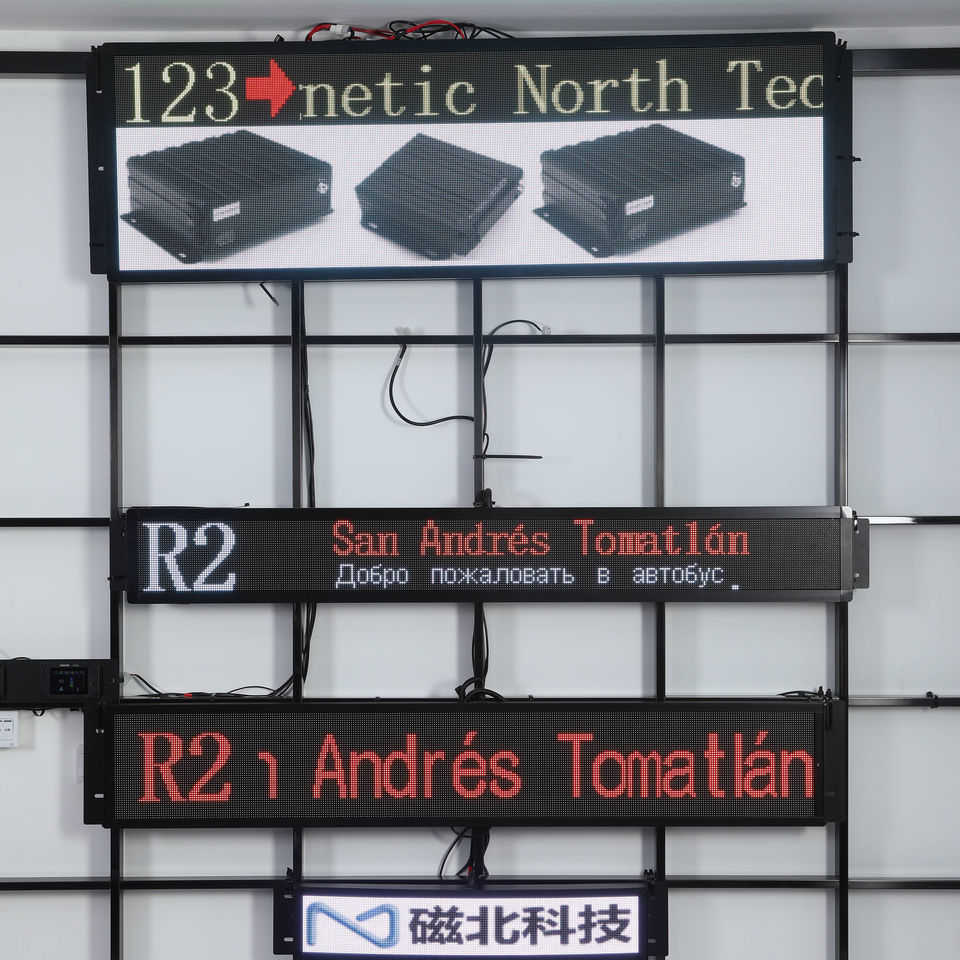 123 netic North Tec
R2 San Andrés Tomatlán
Добро пожаловать в автобус.
R2 Andrés Tomatlán
磁北科技